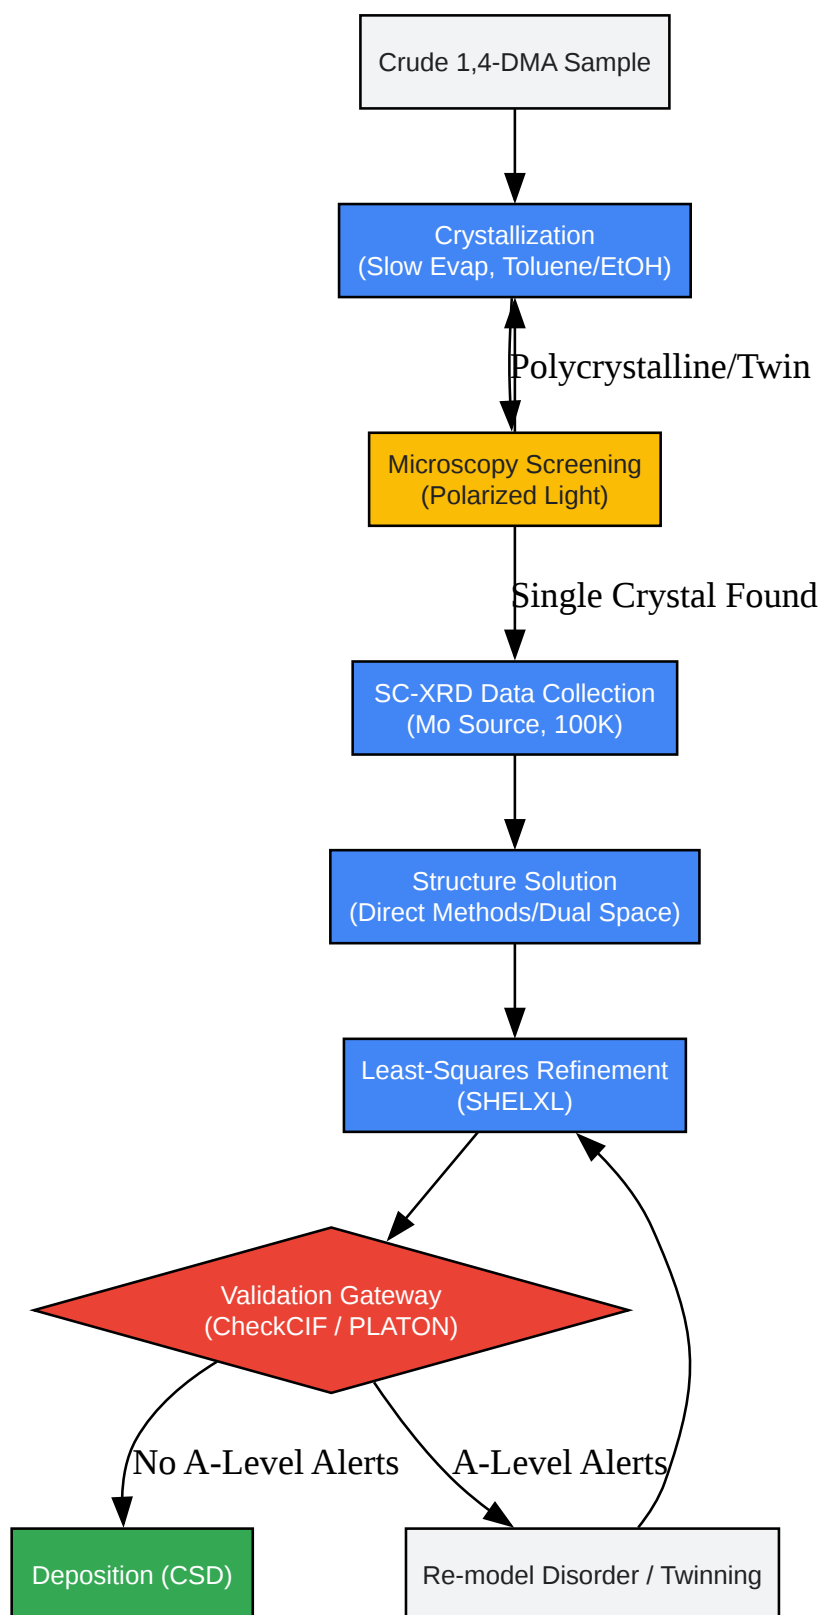 Crude 1,4-DMA Sample
Crystallization
(Slow Evap, Toluene/EtOH)
Polycrystalline/Twin
Microscopy Screening
(Polarized Light)
Single Crystal Found
SC-XRD Data Collection
(Mo Source, 100K)
Structure Solution
(Direct Methods/Dual Space)
Least-Squares Refinement
(SHELXL)
Validation Gateway
(CheckCIF / PLATON)
No A-Level Alerts
A-Level Alerts
Deposition (CSD)
Re-model Disorder / Twinning